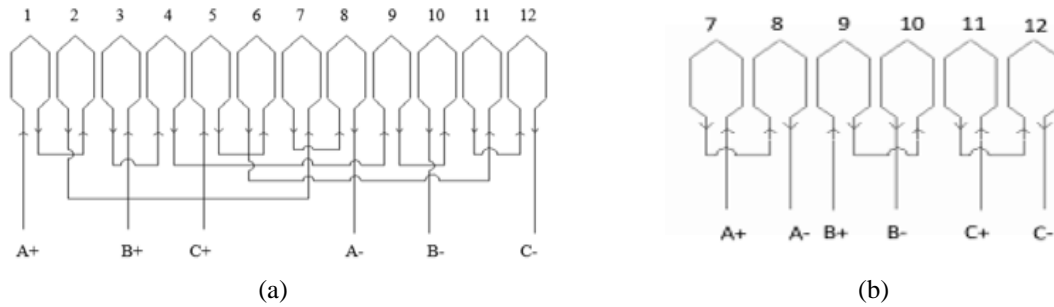 1 2 3 4 5 6 7 8 9 10 11 12
A+ B+ C+ A- B- C-
(a)
7 8 9 10 11 12
A+ A- B+ B- C+ C-
(b)